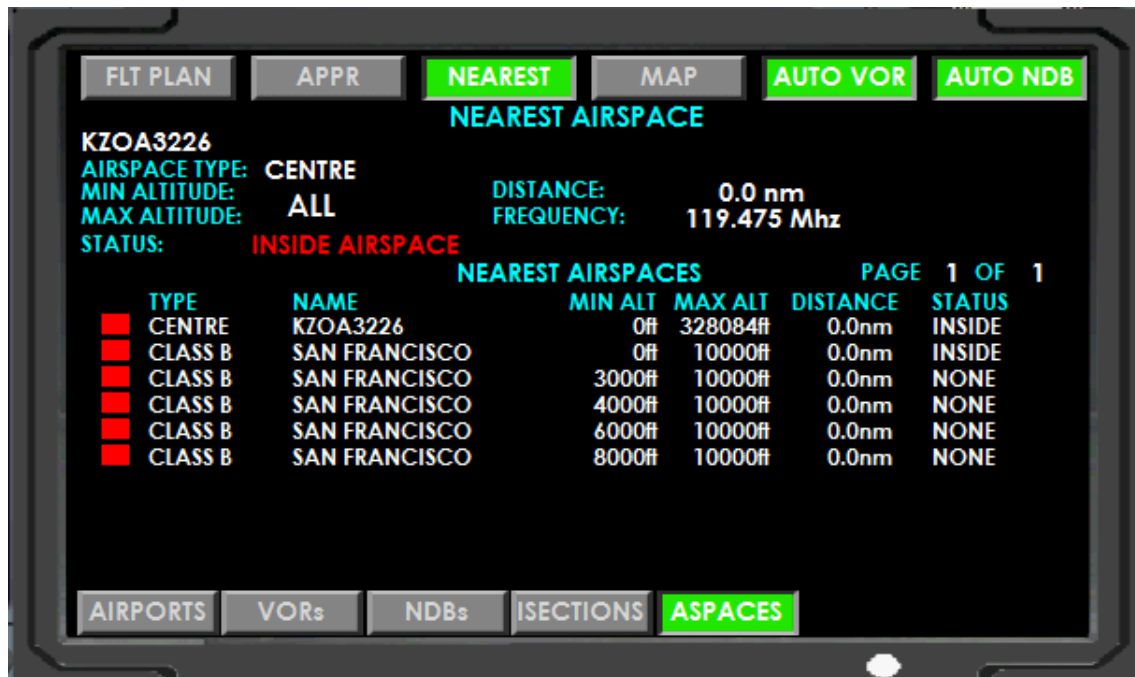 FLT PLAN APPR NEAREST MAP AUTO VOR AUTO NDB
NEAREST AIRSPACE
KZOA3226
AIRSPACE TYPE: CENTRE
MIN ALTITUDE: DISTANCE: 0.0 nm
ALL
MAX ALTITUDE: FREQUENCY: 119.475 Mhz
STATUS: INSIDE AIRSPACE
NEAREST AIRSPACES PAGE 1 OF 1
TYPE NAME MIN ALT MAX ALT DISTANCE STATUS
CENTRE KZOA3226 0ft 328084ft 0.0nm INSIDE
CLASS B SAN FRANCISCO 0ft 10000ft 0.0nm INSIDE
CLASS B SAN FRANCISCO 3000ft 10000ft 0.0nm NONE
CLASS B SAN FRANCISCO 4000ft 10000ft 0.0nm NONE
CLASS B SAN FRANCISCO 6000ft 10000ft 0.0nm NONE
CLASS B SAN FRANCISCO 8000ft 10000ft 0.0nm NONE
AIRPORTS VORs NDBs ISECTIONS ASPACES